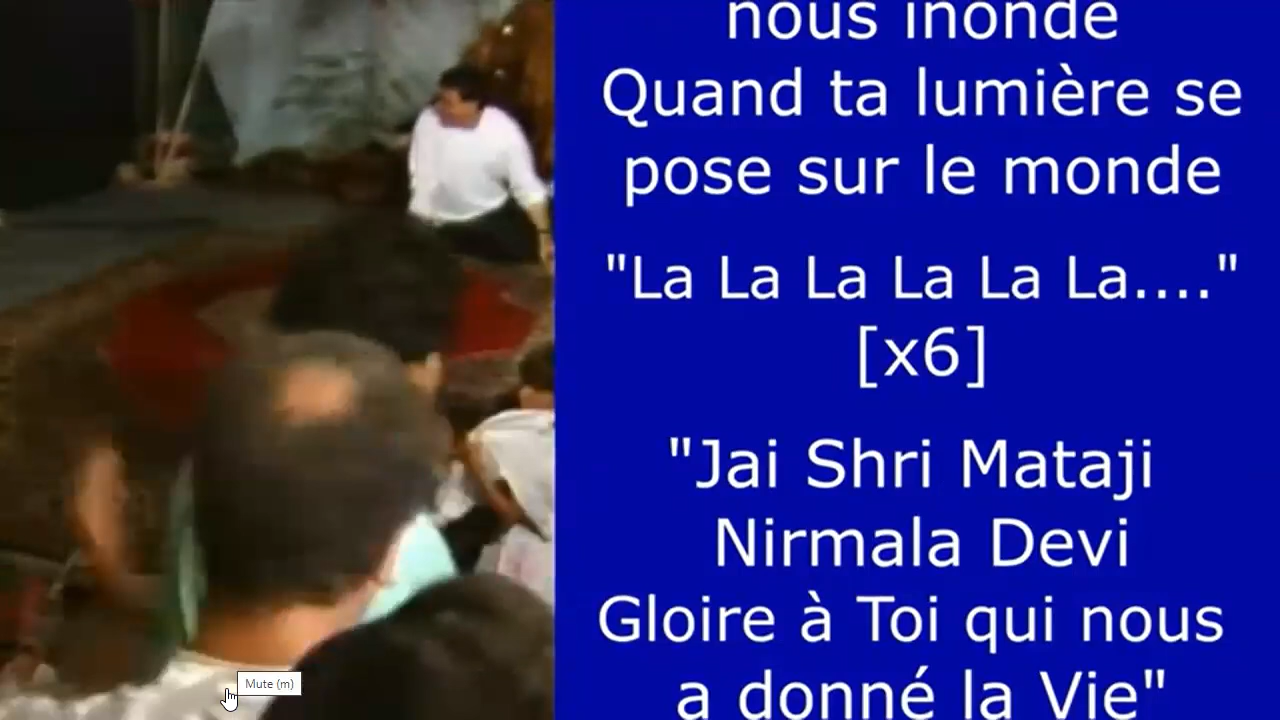 nous inonde
Quand ta lumière se
pose sur le monde
"La La La La La La...."
[x6]
"Jai Shri Mataji
Nirmala Devi
Gloire à Toi qui nous
a donné la Vie"
Mute (m)